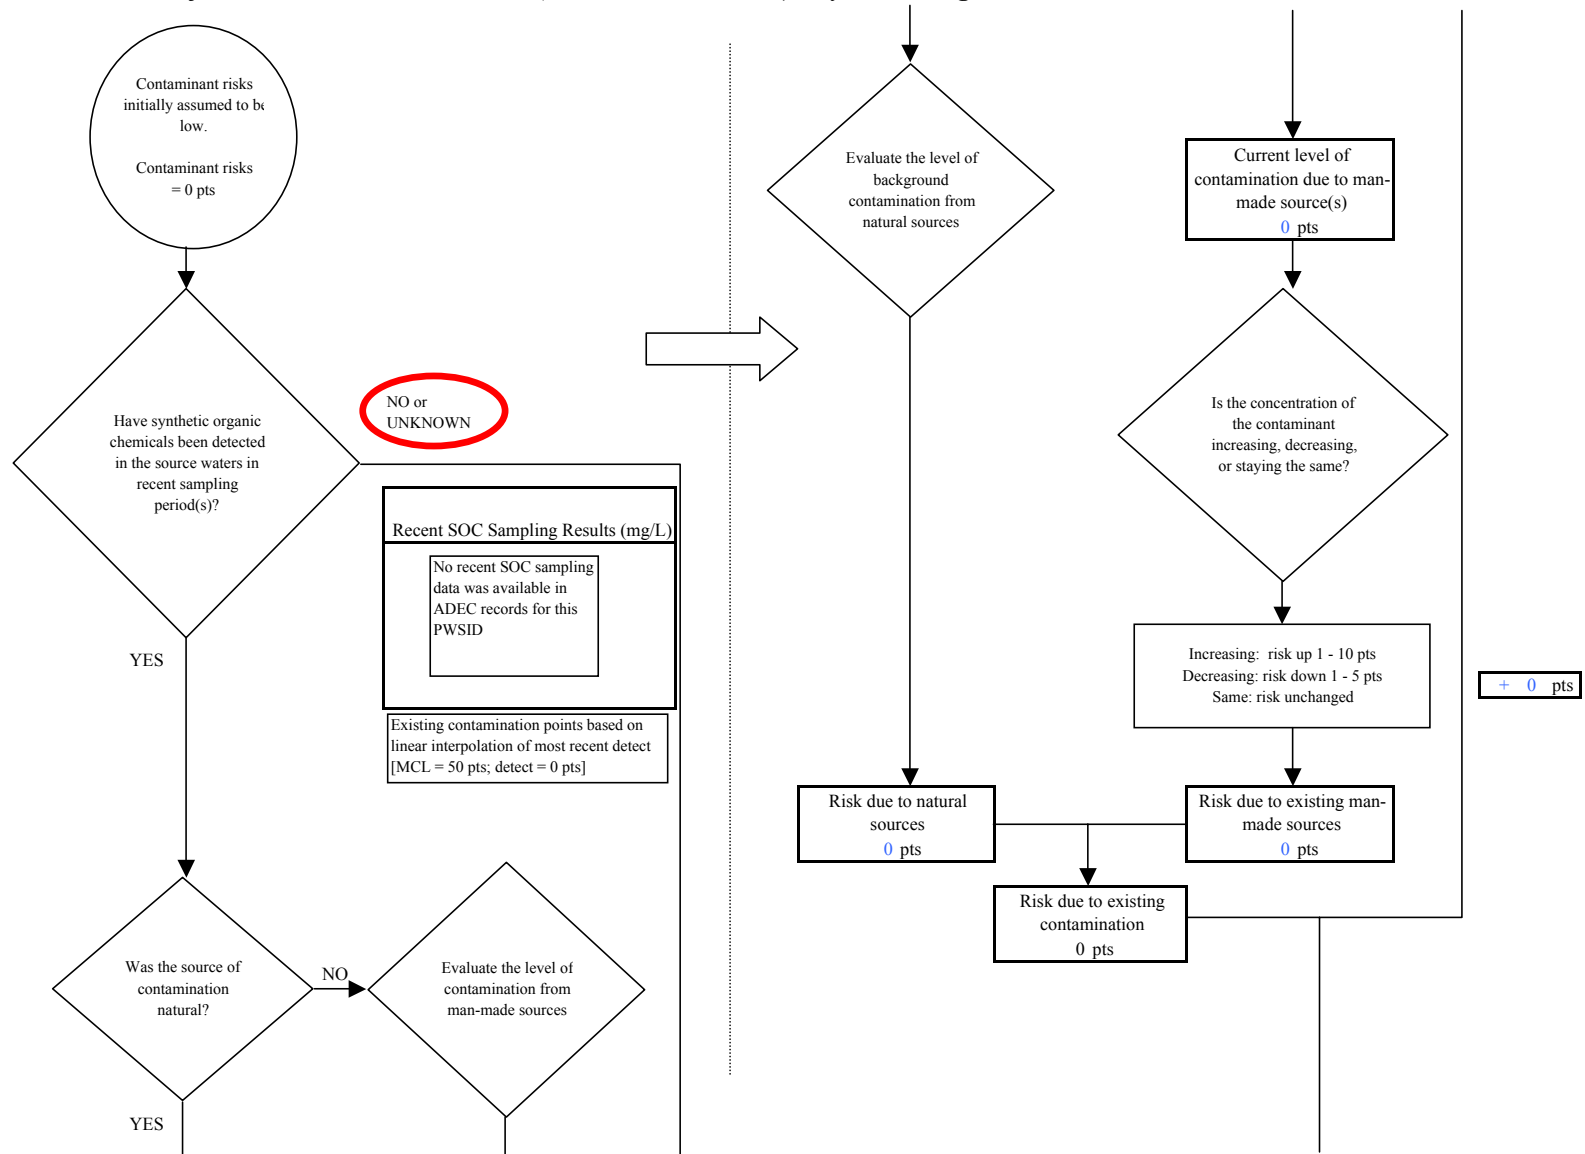 Contaminant risks
initially assumed to be
low.
Contaminant risks
= 0 pts
Have synthetic organic
chemicals been detected
in the source waters in
recent sampling
period(s)?
NO or
UNKNOWN
Recent SOC Sampling Results (mg/L)
No recent SOC sampling
data was available in
ADEC records for this
PWSID
YES
Existing contamination points based on
linear interpolation of most recent detect
[MCL = 50 pts; detect = 0 pts]
Was the source of
contamination
natural?
NO
Evaluate the level of
contamination from
man-made sources
YES
Evaluate the level of
background
contamination from
natural sources
Current level of
contamination due to man-
made source(s)
0 pts
Is the concentration of
the contaminant
increasing, decreasing,
or staying the same?
Increasing: risk up 1 - 10 pts
Decreasing: risk down 1 - 5 pts
Same: risk unchanged
+ 0 pts
Risk due to natural
sources
0 pts
Risk due to existing man-
made sources
0 pts
Risk due to existing
contamination
0 pts